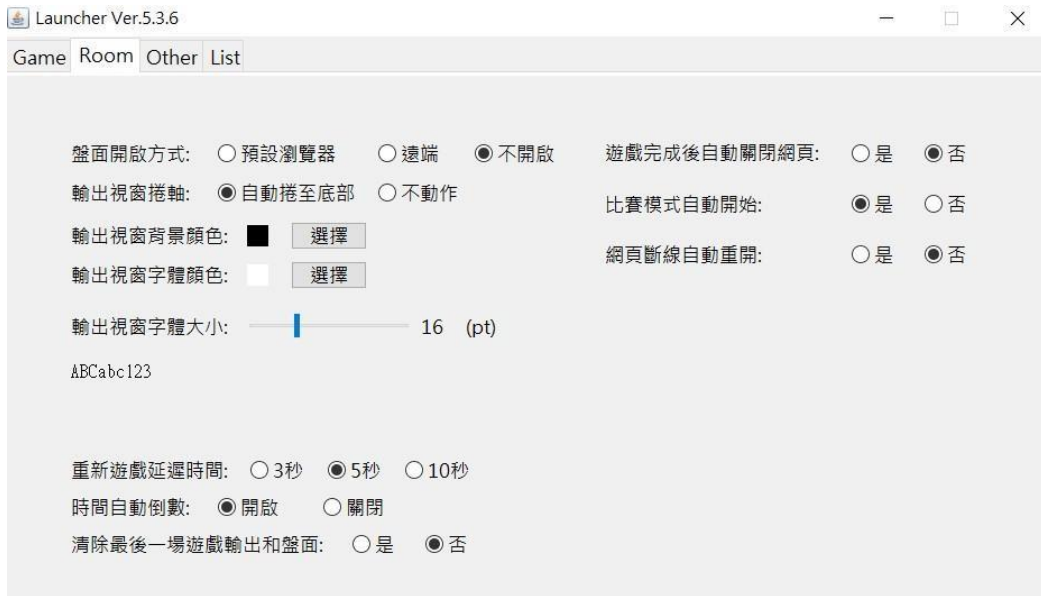 Launcher Ver.5.3.6
Game Room Other List
盤面開啟方式: 預設瀏覽器 遠端 不開啟
輸出視窗捲軸: 自動捲至底部 不動作
輸出視窗背景顏色: 選擇
輸出視窗字體顏色: 選擇
輸出視窗字體大小: 16 (pt)
ABCabc123
重新遊戲延遲時間: 3秒 5秒 10秒
時間自動倒數: 開啟 關閉
清除最後一場遊戲輸出和盤面: 是 否
遊戲完成後自動關閉網頁: 是 否
比賽模式自動開始: 是 否
網頁斷線自動重開: 是 否